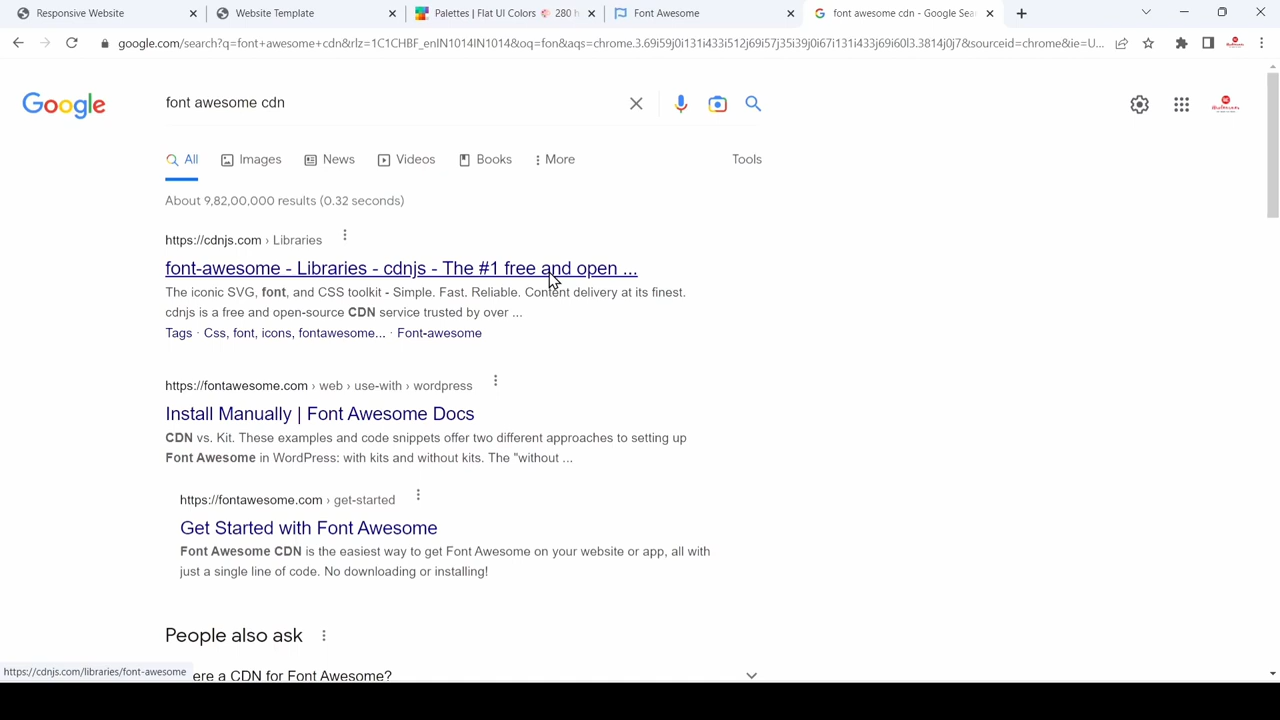 Responsive Website
Website Template
Palettes | Flat UI Colors 🎨 280 h
Font Awesome
font awesome cdn - Google Sea
google.com/search?q=font+awesome+cdn&rlz=1C1CHBF_enIN1014IN1014&oq=fon&aqs=chrome.3.69i59j0i131i433i512j69i57j35i39j0i67i131i433j69i60l3.3814j0j7&sourceid=chrome&ie=U...
Google
font awesome cdn
All
Images
News
Videos
Books
More
Tools
About 9,82,00,000 results (0.32 seconds)
https://cdnjs.com › Libraries
font-awesome - Libraries - cdnjs - The #1 free and open ...
The iconic SVG, font, and CSS toolkit - Simple. Fast. Reliable. Content delivery at its finest.
cdnjs is a free and open-source CDN service trusted by over ...
Tags · Css, font, icons, fontawesome... · Font-awesome
https://fontawesome.com › web › use-with › wordpress
Install Manually | Font Awesome Docs
CDN vs. Kit. These examples and code snippets offer two different approaches to setting up
Font Awesome in WordPress: with kits and without kits. The "without ...
https://fontawesome.com › get-started
Get Started with Font Awesome
Font Awesome CDN is the easiest way to get Font Awesome on your website or app, all with
just a single line of code. No downloading or installing!
People also ask
ere a CDN for Font Awesome?
https://cdnjs.com/libraries/font-awesome